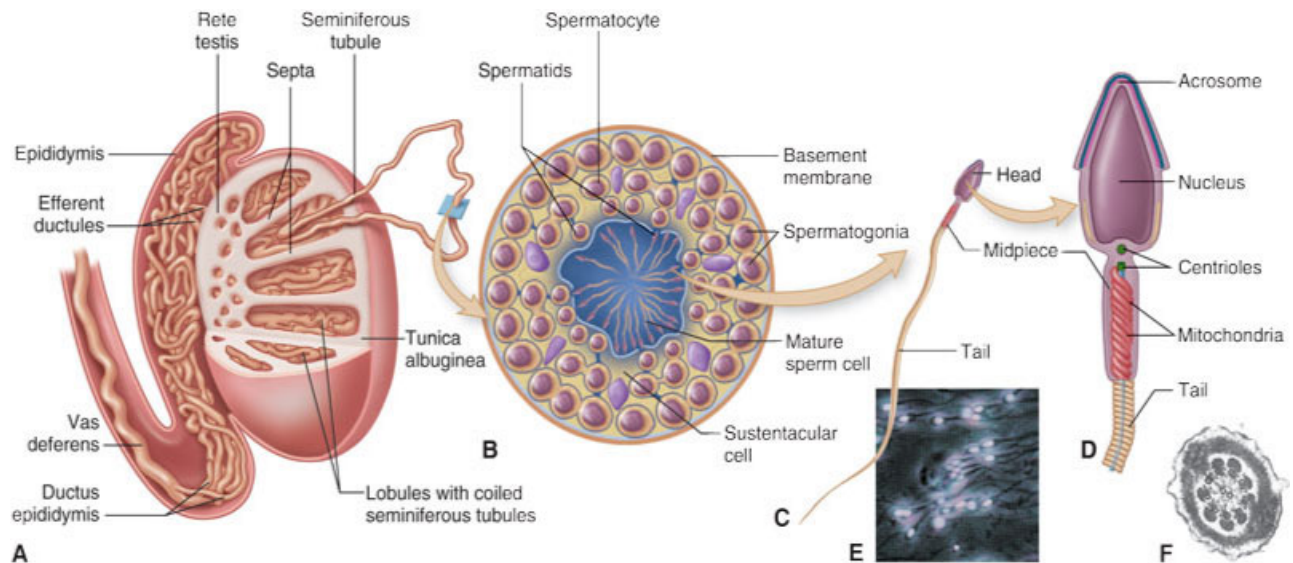 Rete
testis
Seminiferous
tubule
Septa
Epididymis
Efferent
ductules
Tunica
albuginea
Vas
deferens
Ductus
epididymis
Lobules with coiled
seminiferous tubules
A
Spermatocyte
Spermatids
Basement
membrane
Spermatogonia
Mature
sperm cell
Sustentacular
cell
B
Head
Midpiece
Tail
C
Acrosome
Nucleus
Centrioles
Mitochondria
Tail
D
E
F